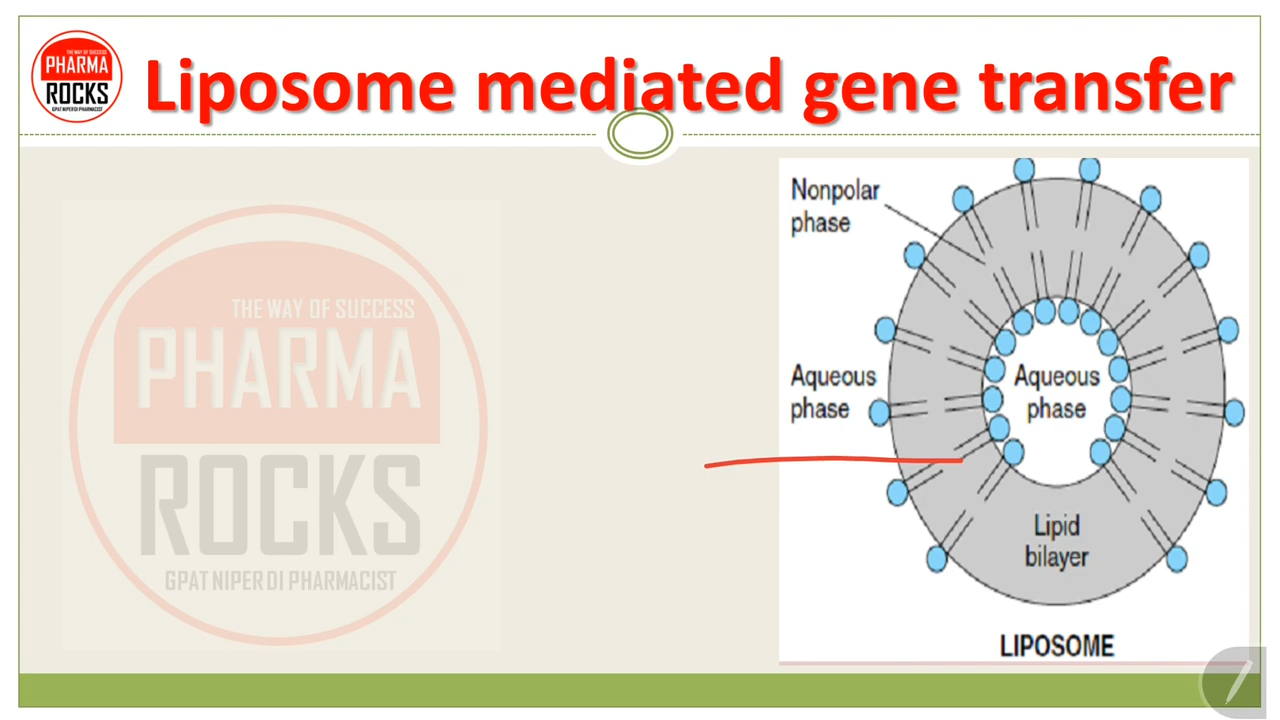 THE WAY OF SUCCESS
PHARMA
ROCKS
GPAT NIPER DI PHARMACIST
Liposome mediated gene transfer
THE WAY OF SUCCESS
PHARMA
ROCKS
GPAT NIPER DI PHARMACIST
Nonpolar
phase
Aqueous
phase
Aqueous
phase
Lipid
bilayer
LIPOSOME